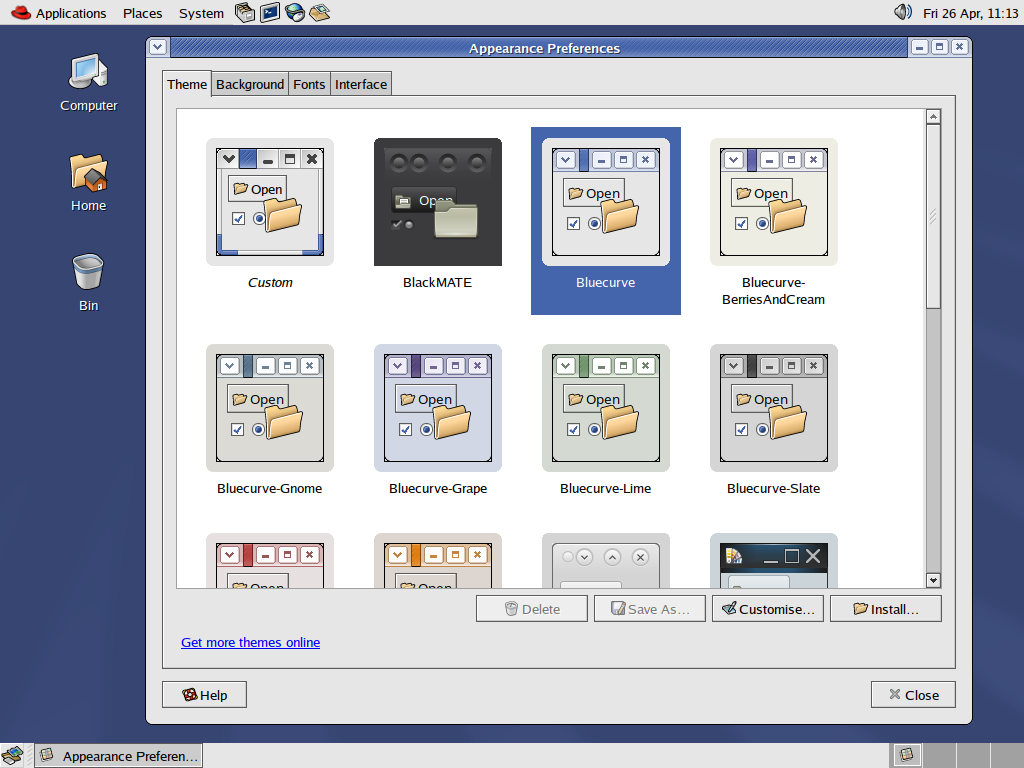 Applications Places System Fri 26 Apr, 11:13
Appearance Preferences
Computer
Home
Bin
Theme Background Fonts Interface
Open Open Open Open
Custom BlackMATE Bluecurve Bluecurve-
BerriesAndCream
Open Open Open Open
Bluecurve-Gnome Bluecurve-Grape Bluecurve-Lime Bluecurve-Slate
Open Open
Delete Save As... Customise... Install...
Get more themes online
Help Close
Appearance Preferen...